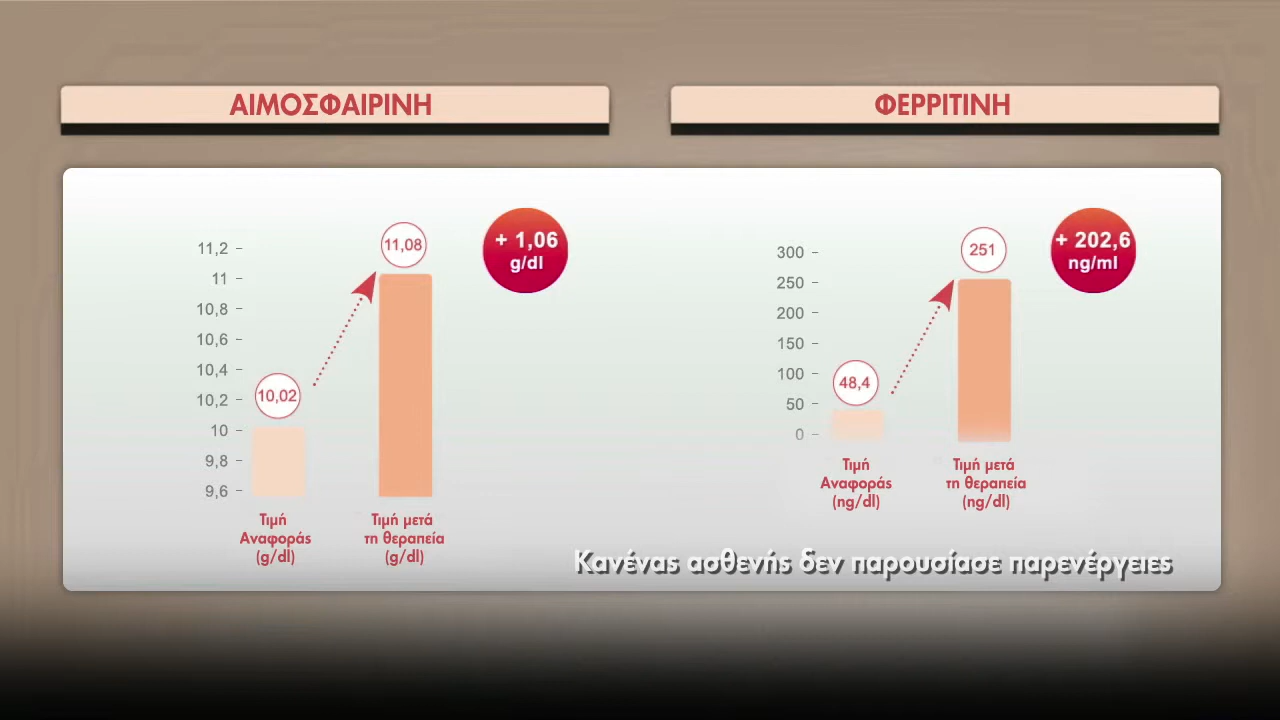 ΑΙΜΟΣΦΑΙΡΙΝΗ
11,2
11
10,8
10,6
10,4
10,2
10
9,8
9,6
10,02
11,08
+ 1,06
g/dl
Τιμή
Αναφοράς
(g/dl)
Τιμή μετά
τη θεραπεία
(g/dl)
ΦΕΡΡΙΤΙΝΗ
300
250
200
150
100
50
0
48,4
251
+ 202,6
ng/ml
Τιμή
Αναφοράς
(ng/dl)
Τιμή μετά
τη θεραπεία
(ng/dl)
Κανένας ασθενής δεν παρουσίασε παρενέργειες